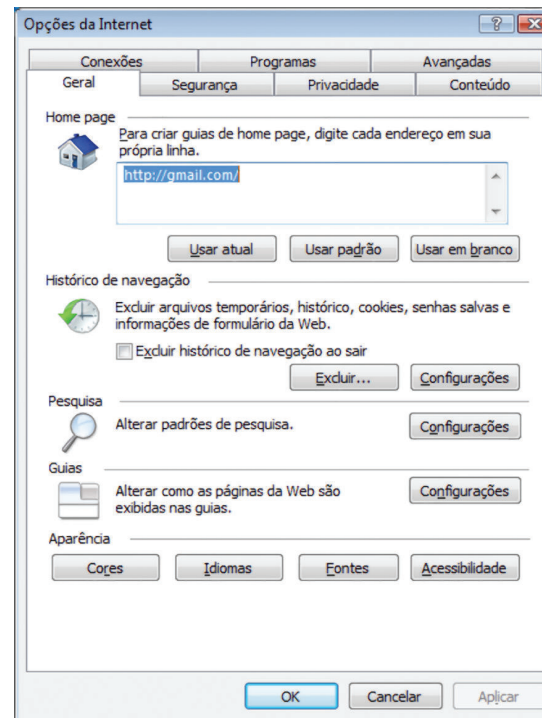 Opções da Internet
Conexões Programas Avançadas
Geral Segurança Privacidade Conteúdo
Home page
Para criar guias de home page, digite cada endereço em sua
própria linha.
http://gmail.com/
Usar atual Usar padrão Usar em branco
Histórico de navegação
Excluir arquivos temporários, histórico, cookies, senhas salvas e
informações de formulário da Web.
Excluir histórico de navegação ao sair
Excluir... Configurações
Pesquisa
Alterar padrões de pesquisa. Configurações
Guias
Alterar como as páginas da Web são Configurações
exibidas nas guias.
Aparência
Cores Idiomas Fontes Acessibilidade
OK Cancelar Aplicar